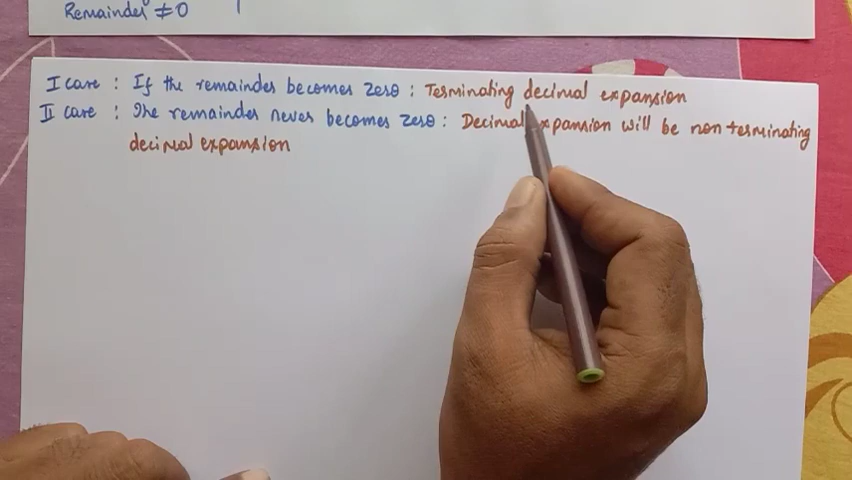 Remainder ≠0
I case : If the remainder becomes zero : Terminating decimal expansion
II case : The remainder never becomes zero : Decimal expansion will be non terminating
decimal expansion